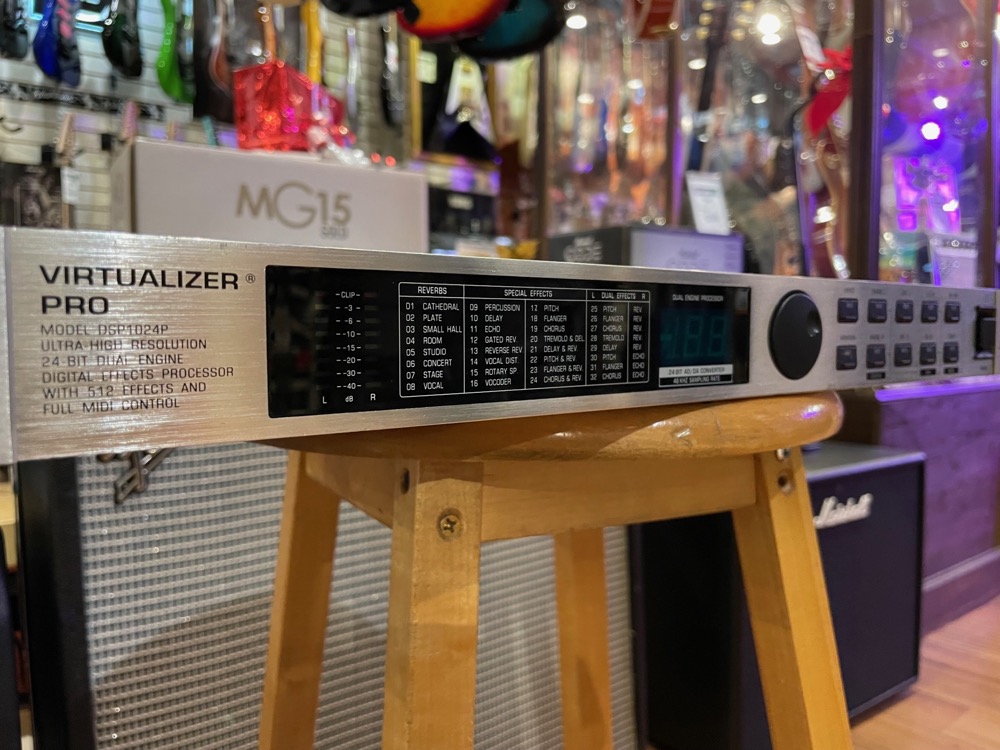 MG15
GOLD
VIRTUALIZER®
PRO
MODEL DSP1024P
ULTRA-HIGH RESOLUTION
24-BIT DUAL ENGINE
DIGITAL EFFECTS PROCESSOR
WITH 512 EFFECTS AND
FULL MIDI CONTROL
-CLIP-
-3
-6
-10
-15
-20
-30
-40
L dB R
REVERBS
01 CATHEDRAL
02 PLATE
03 SMALL HALL
04 ROOM
05 STUDIO
06 CONCERT
07 STAGE
08 VOCAL
SPECIAL EFFECTS
09 PERCUSSION
10 DELAY
11 ECHO
12 GATED REV.
13 REVERSE REV.
14 VOCAL DIST.
15 ROTARY SP.
16 VOCODER
17 PITCH
18 FLANGER
19 CHORUS
20 TREMOLO & DEL.
21 DELAY & REV.
22 PITCH & REV.
23 FLANGER & REV.
24 CHORUS & REV.
L DUAL EFFECTS R
25 PITCH REV.
26 FLANGER REV.
27 CHORUS REV.
28 TREMOLO REV.
29 DELAY REV.
30 PITCH ECHO
31 FLANGER ECHO
32 CHORUS ECHO
DUAL ENGINE PROCESSOR
24 BIT AD/DA CONVERTER
46 KHZ SAMPLING RATE
Marshall